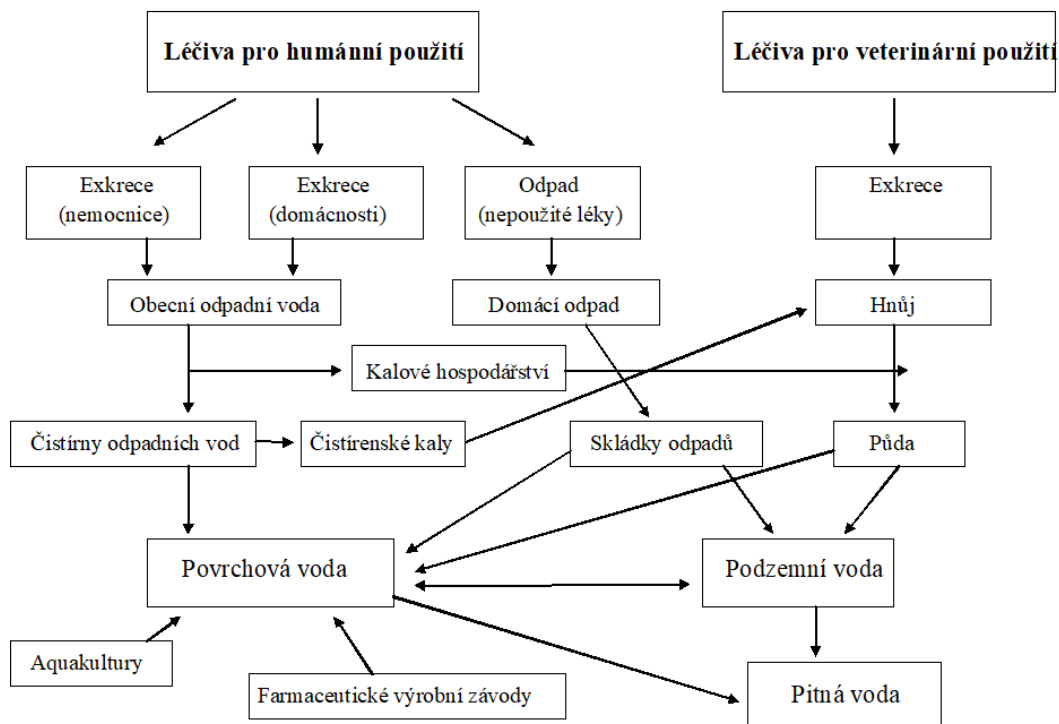 Léčiva pro humánní použití
Léčiva pro veterinární použití
Exkrece
(nemocnice)
Exkrece
(domácnosti)
Odpad
(nepoužité léky)
Exkrece
Obecní odpadní voda
Domácí odpad
Hnůj
Kalové hospodářství
Čistírny odpadních vod
Čistírenské kaly
Skládky odpadů
Půda
Povrchová voda
Podzemní voda
Aquakultury
Farmaceutické výrobní závody
Pitná voda